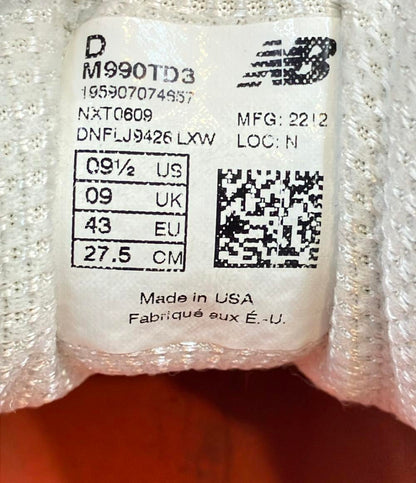 D
M990TD3
195907074657
NXT0609
DNFLJ9426 LXW
NB
MFG: 2212
LOC: N
09½ US
09 UK
43 EU
27.5 CM
Made in USA
Fabriqué aux É.-U.